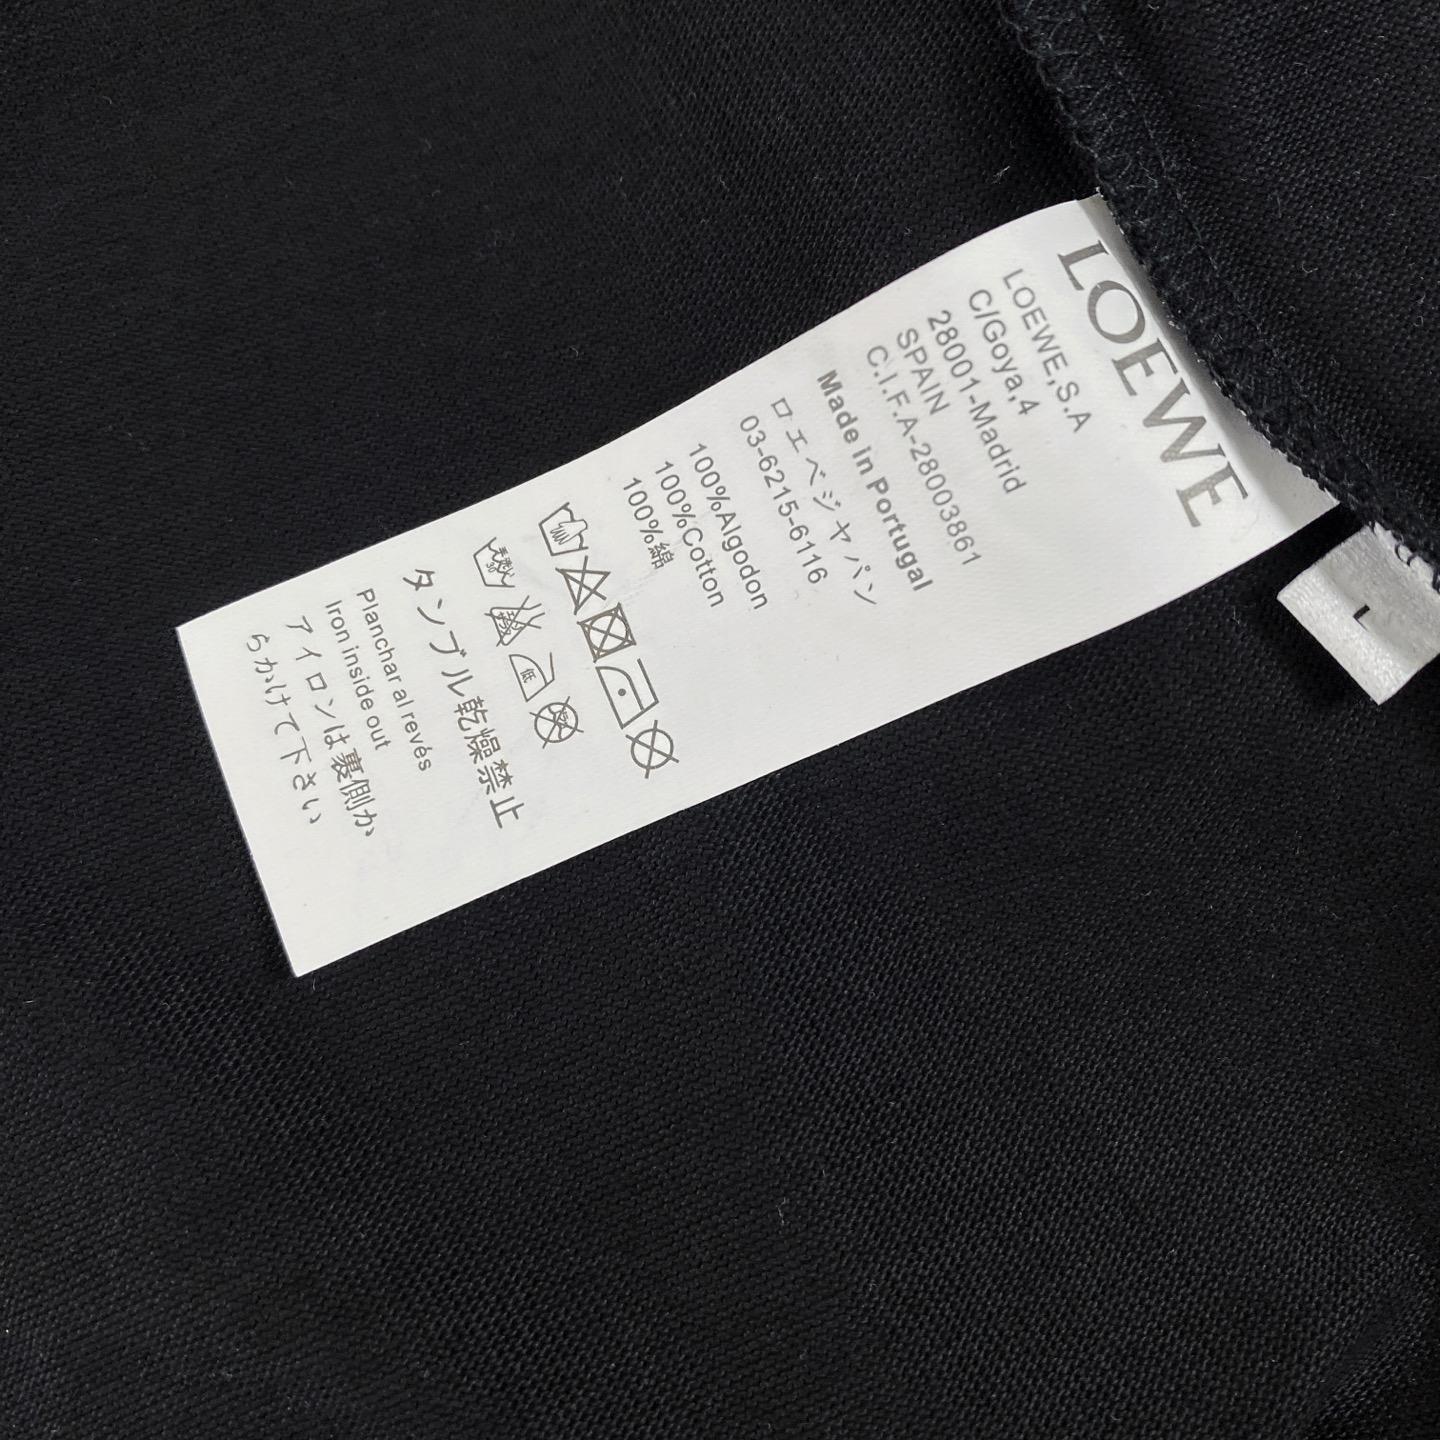 LOEWE
LOEWE,S.A
C/Goya,4
28001-Madrid
SPAIN
C.I.F.A-28003861
Made in Portugal
ロエベジャパン
03-6215-6116
100%Algodon
100%Cotton
100%綿
低
タンブル乾燥禁止
Planchar al revés
Iron inside out
アイロンは裏側か
らかけて下さい
L